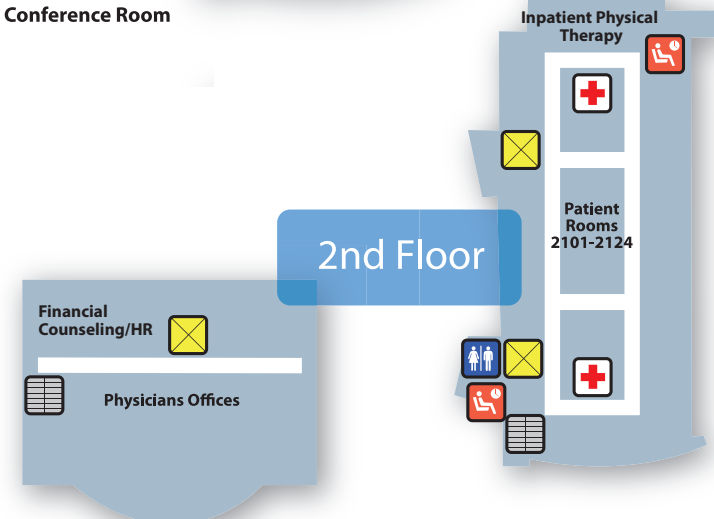 Conference Room
Inpatient Physical
Therapy
Patient
Rooms
2101-2124
2nd Floor
Financial
Counseling/HR
Physicians Offices